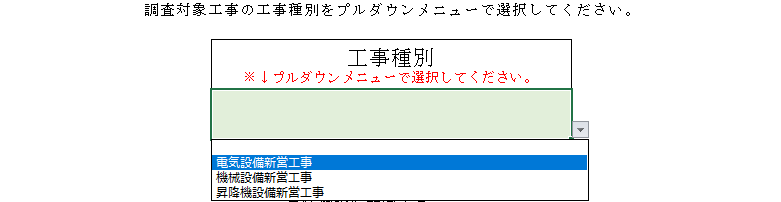 調査対象工事の工事種別をプルダウンメニューで選択してください。
工事種別
※↓プルダウンメニューで選択してください。
電気設備新営工事
機械設備新営工事
昇降機設備新営工事